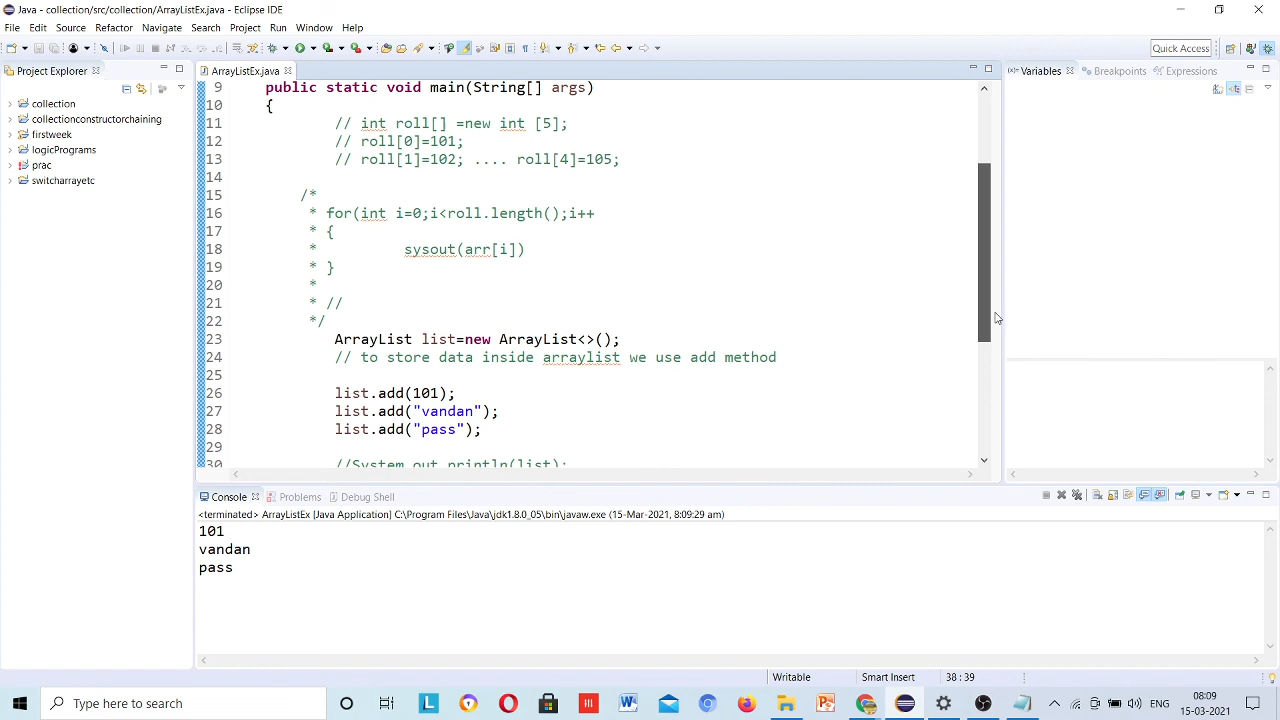 Java - collection/src/collection/ArrayListEx.java - Eclipse IDE
File Edit Source Refactor Navigate Search Project Run Window Help
Quick Access
Project Explorer
ArrayListEx.java
Variables Breakpoints Expressions
collection
collectionconstructorchaining
firstweek
logicPrograms
prac
switcharrayetc
9 public static void main(String[] args)
10 {
11 // int roll[] =new int [5];
12 // roll[0]=101;
13 // roll[1]=102; .... roll[4]=105;
14
15 /*
16 * for(int i=0;i<roll.length();i++
17 * {
18 * sysout(arr[i])
19 * }
20 *
21 * //
22 */
23 ArrayList list=new ArrayList<>();
24 // to store data inside arraylist we use add method
25
26 list.add(101);
27 list.add("vandan");
28 list.add("pass");
29
30 //System.out.println(list);
Console Problems Debug Shell
<terminated> ArrayListEx [Java Application] C:\Program Files\Java\jdk1.8.0_05\bin\javaw.exe (15-Mar-2021, 8:09:29 am)
101
vandan
pass
Writable Smart Insert 38 : 39
Type here to search
ENG
08:09
15-03-2021